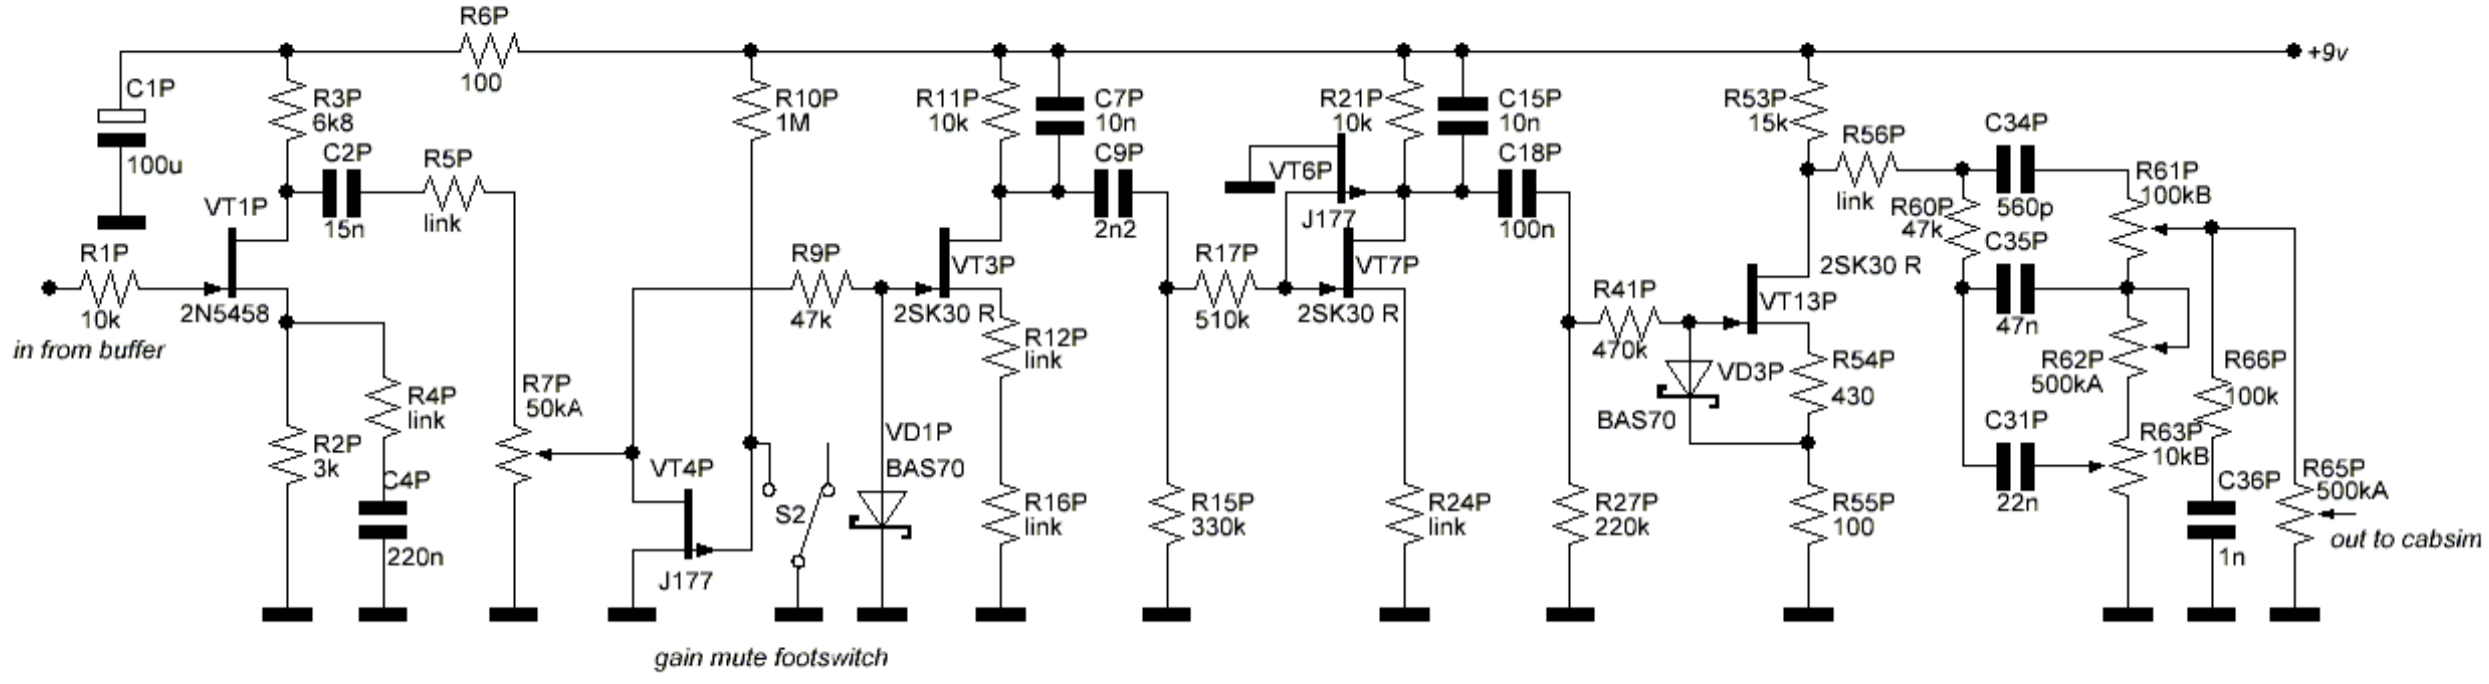 R6P
100
+9v
C1P
100u
R3P
6k8
C2P
15n
R5P
link
VT1P
2N5458
R1P
10k
in from buffer
R2P
3k
R4P
link
C4P
220n
R7P
50kA
R10P
1M
R9P
47k
VT4P
J177
S2
gain mute footswitch
VD1P
BAS70
R11P
10k
C7P
10n
C9P
2n2
VT3P
2SK30 R
R12P
link
R16P
link
R15P
330k
R17P
510k
R21P
10k
C15P
10n
VT6P
J177
C18P
100n
VT7P
2SK30 R
R24P
link
R27P
220k
R41P
470k
VD3P
BAS70
R53P
15k
R56P
link
2SK30 R
VT13P
R54P
430
R55P
100
C34P
560p
R60P
47k
C35P
47n
C31P
22n
R61P
100kB
R62P
500kA
R63P
10kB
R66P
100k
C36P
1n
R65P
500kA
out to cabsim